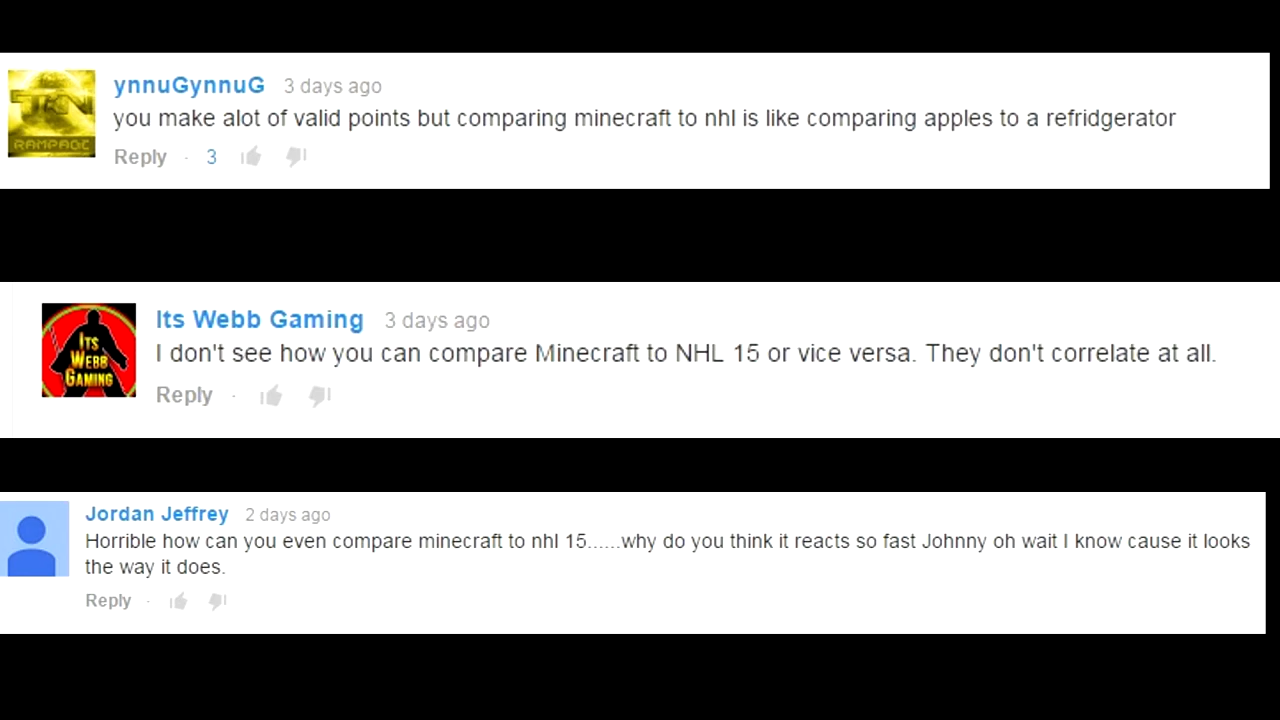 RAMPAGE
ynnuGynnuG 3 days ago
you make alot of valid points but comparing minecraft to nhl is like comparing apples to a refridgerator
Reply · 3
ITS
WEBB
GAMING
Its Webb Gaming 3 days ago
I don't see how you can compare Minecraft to NHL 15 or vice versa. They don't correlate at all.
Reply ·
Jordan Jeffrey 2 days ago
Horrible how can you even compare minecraft to nhl 15......why do you think it reacts so fast Johnny oh wait I know cause it looks
the way it does.
Reply ·